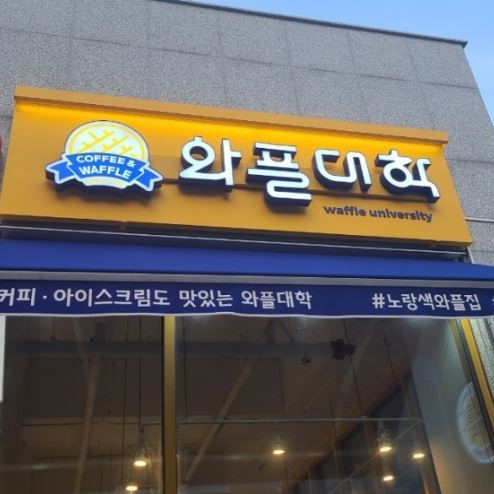 COFFEE &
WAFFLE
와플대학
waffle university
커피·아이스크림도 맛있는 와플대학 #노랑색와플집